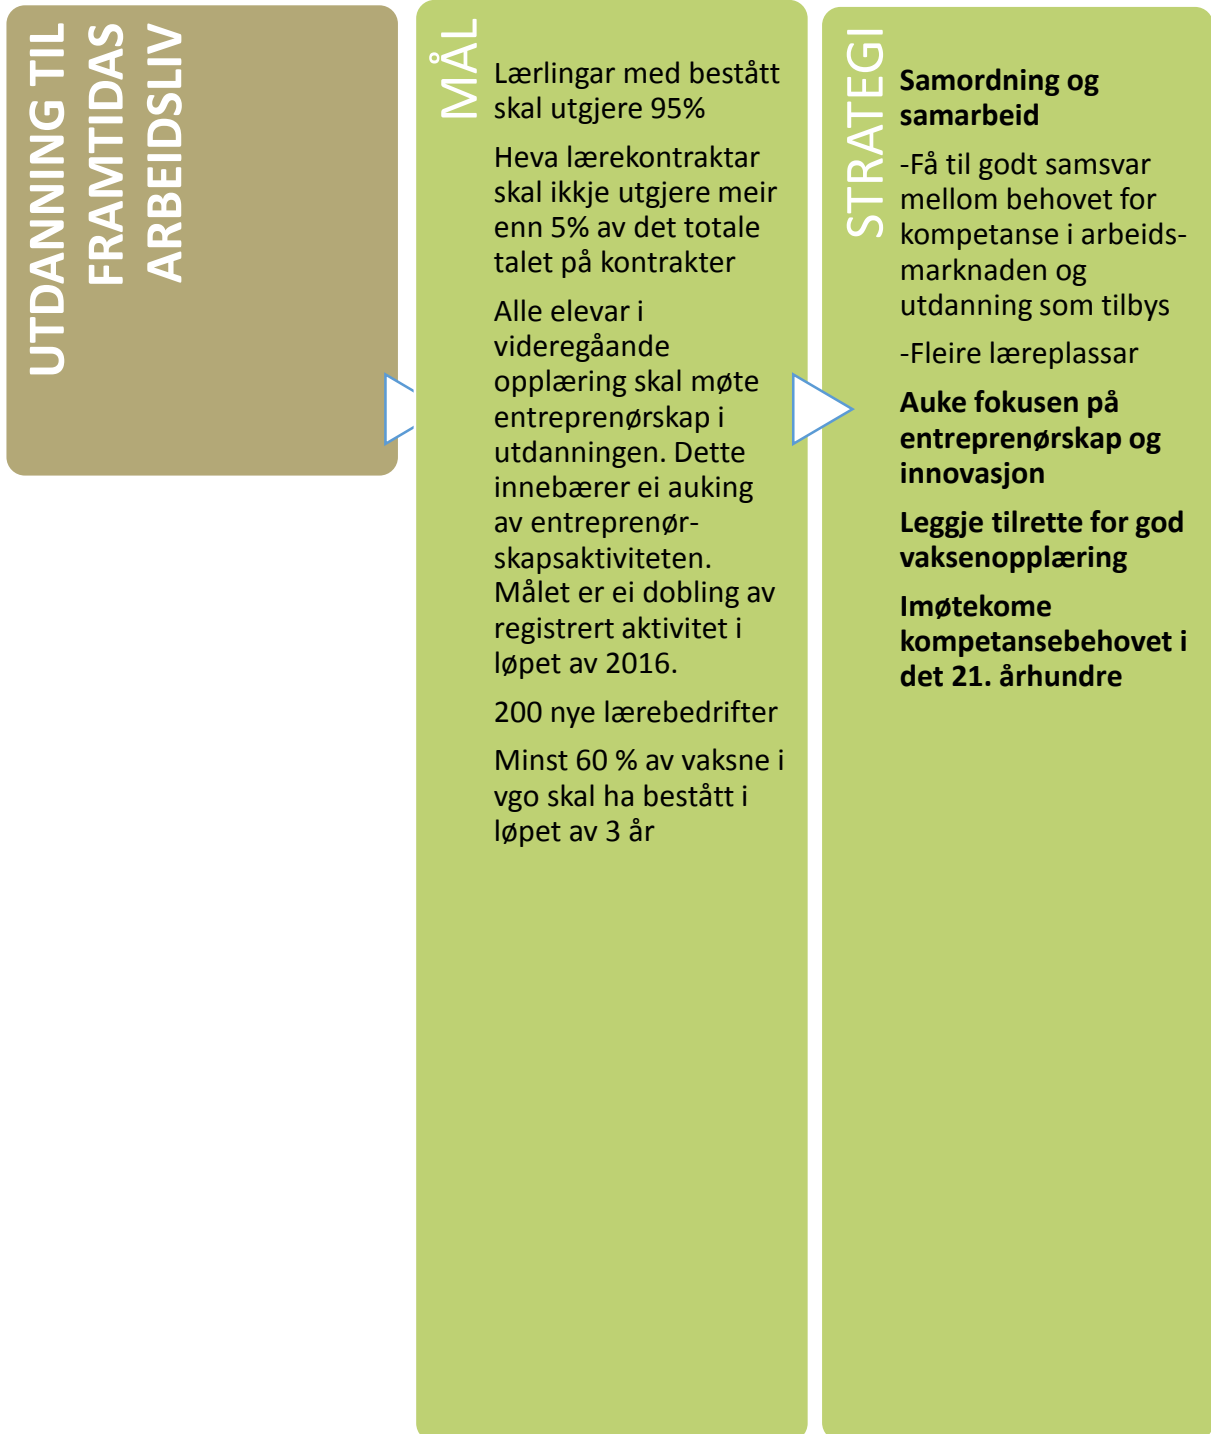 UTDANNING TIL
FRAMTIDAS
ARBEIDSLIV
MÅL
Lærlingar med bestått
skal utgjere 95%
Heva lærekontraktar
skal ikkje utgjere meir
enn 5% av det totale
talet på kontrakter
Alle elevar i
videregåande
opplæring skal møte
entreprenørskap i
utdanningen. Dette
innebærer ei auking
av entreprenør-
skapsaktiviteten.
Målet er ei dobling av
registrert aktivitet i
løpet av 2016.
200 nye lærebedrifter
Minst 60 % av vaksne i
vgo skal ha bestått i
løpet av 3 år
STRATEGI
Samordning og
samarbeid
-Få til godt samsvar
mellom behovet for
kompetanse i arbeids-
marknaden og
utdanning som tilbys
-Fleire læreplassar
Auke fokusen på
entreprenørskap og
innovasjon
Leggje tilrette for god
vaksenopplæring
Imøtekome
kompetansebehovet i
det 21. århundre